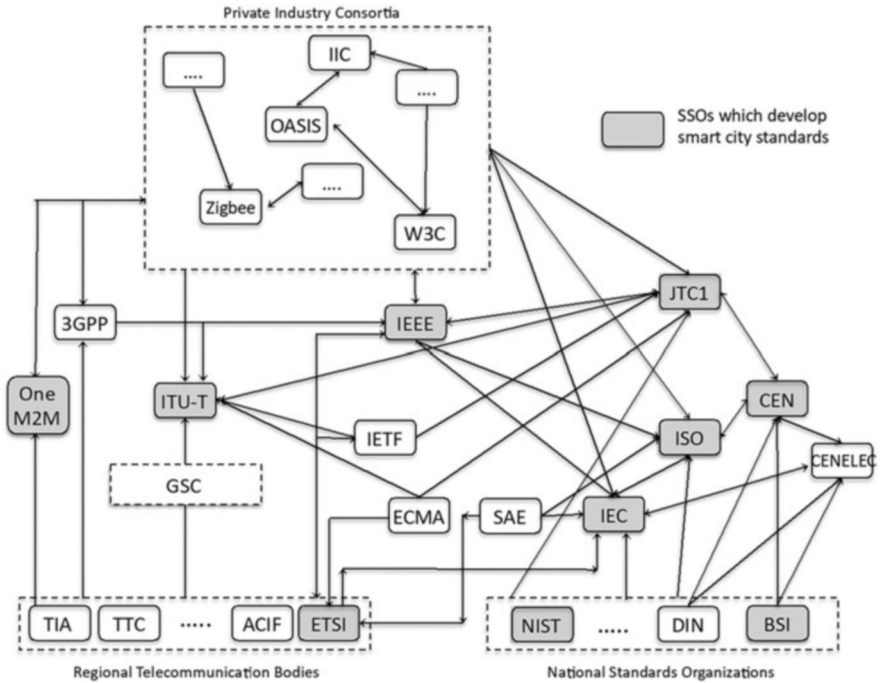 Private Industry Consortia
IIC
....
....
OASIS
SSOs which develop
smart city standards
....
Zigbee
W3C
JTC1
3GPP
IEEE
One
M2M
ITU-T
CEN
IETF
ISO
CENELEC
GSC
ECMA
SAE
IEC
TIA
TTC
.....
ACIF
ETSI
NIST
.....
DIN
BSI
Regional Telecommunication Bodies
National Standards Organizations